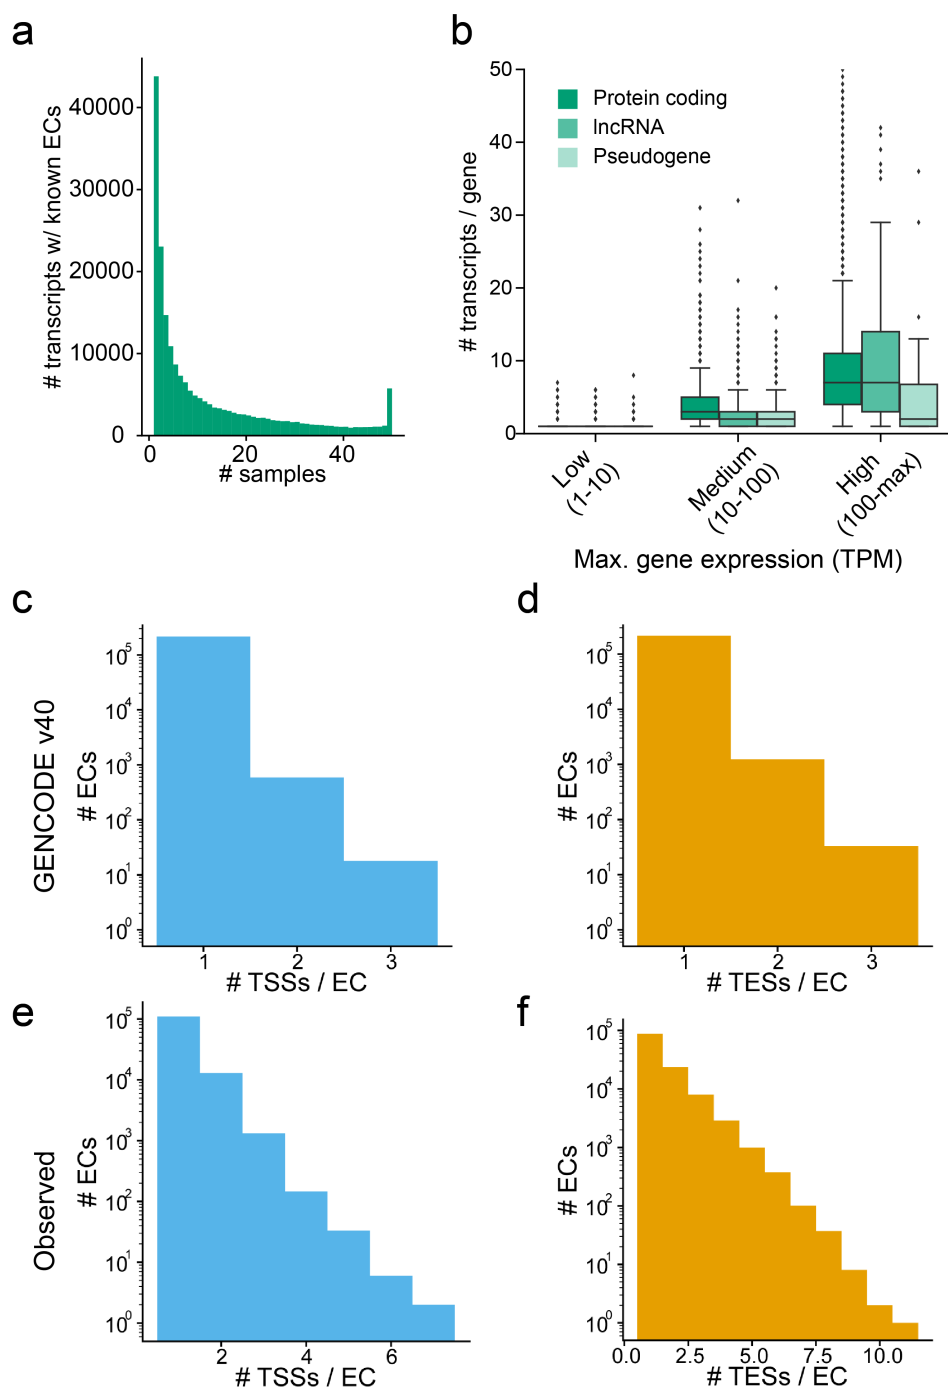 a
# transcripts w/ known ECs
40000
30000
20000
10000
0
0
20
40
# samples
b
# transcripts / gene
50
40
30
20
10
0
Protein coding
lncRNA
Pseudogene
Low
(1-10)
Medium
(10-100)
High
(100-max)
Max. gene expression (TPM)
c
GENCODE v40
# ECs
10^5
10^4
10^3
10^2
10^1
10^0
1
2
3
# TSSs / EC
d
# ECs
10^5
10^4
10^3
10^2
10^1
10^0
1
2
3
# TESs / EC
e
Observed
# ECs
10^5
10^4
10^3
10^2
10^1
10^0
2
4
6
# TSSs / EC
f
# ECs
10^5
10^4
10^3
10^2
10^1
10^0
0.0
2.5
5.0
7.5
10.0
# TESs / EC